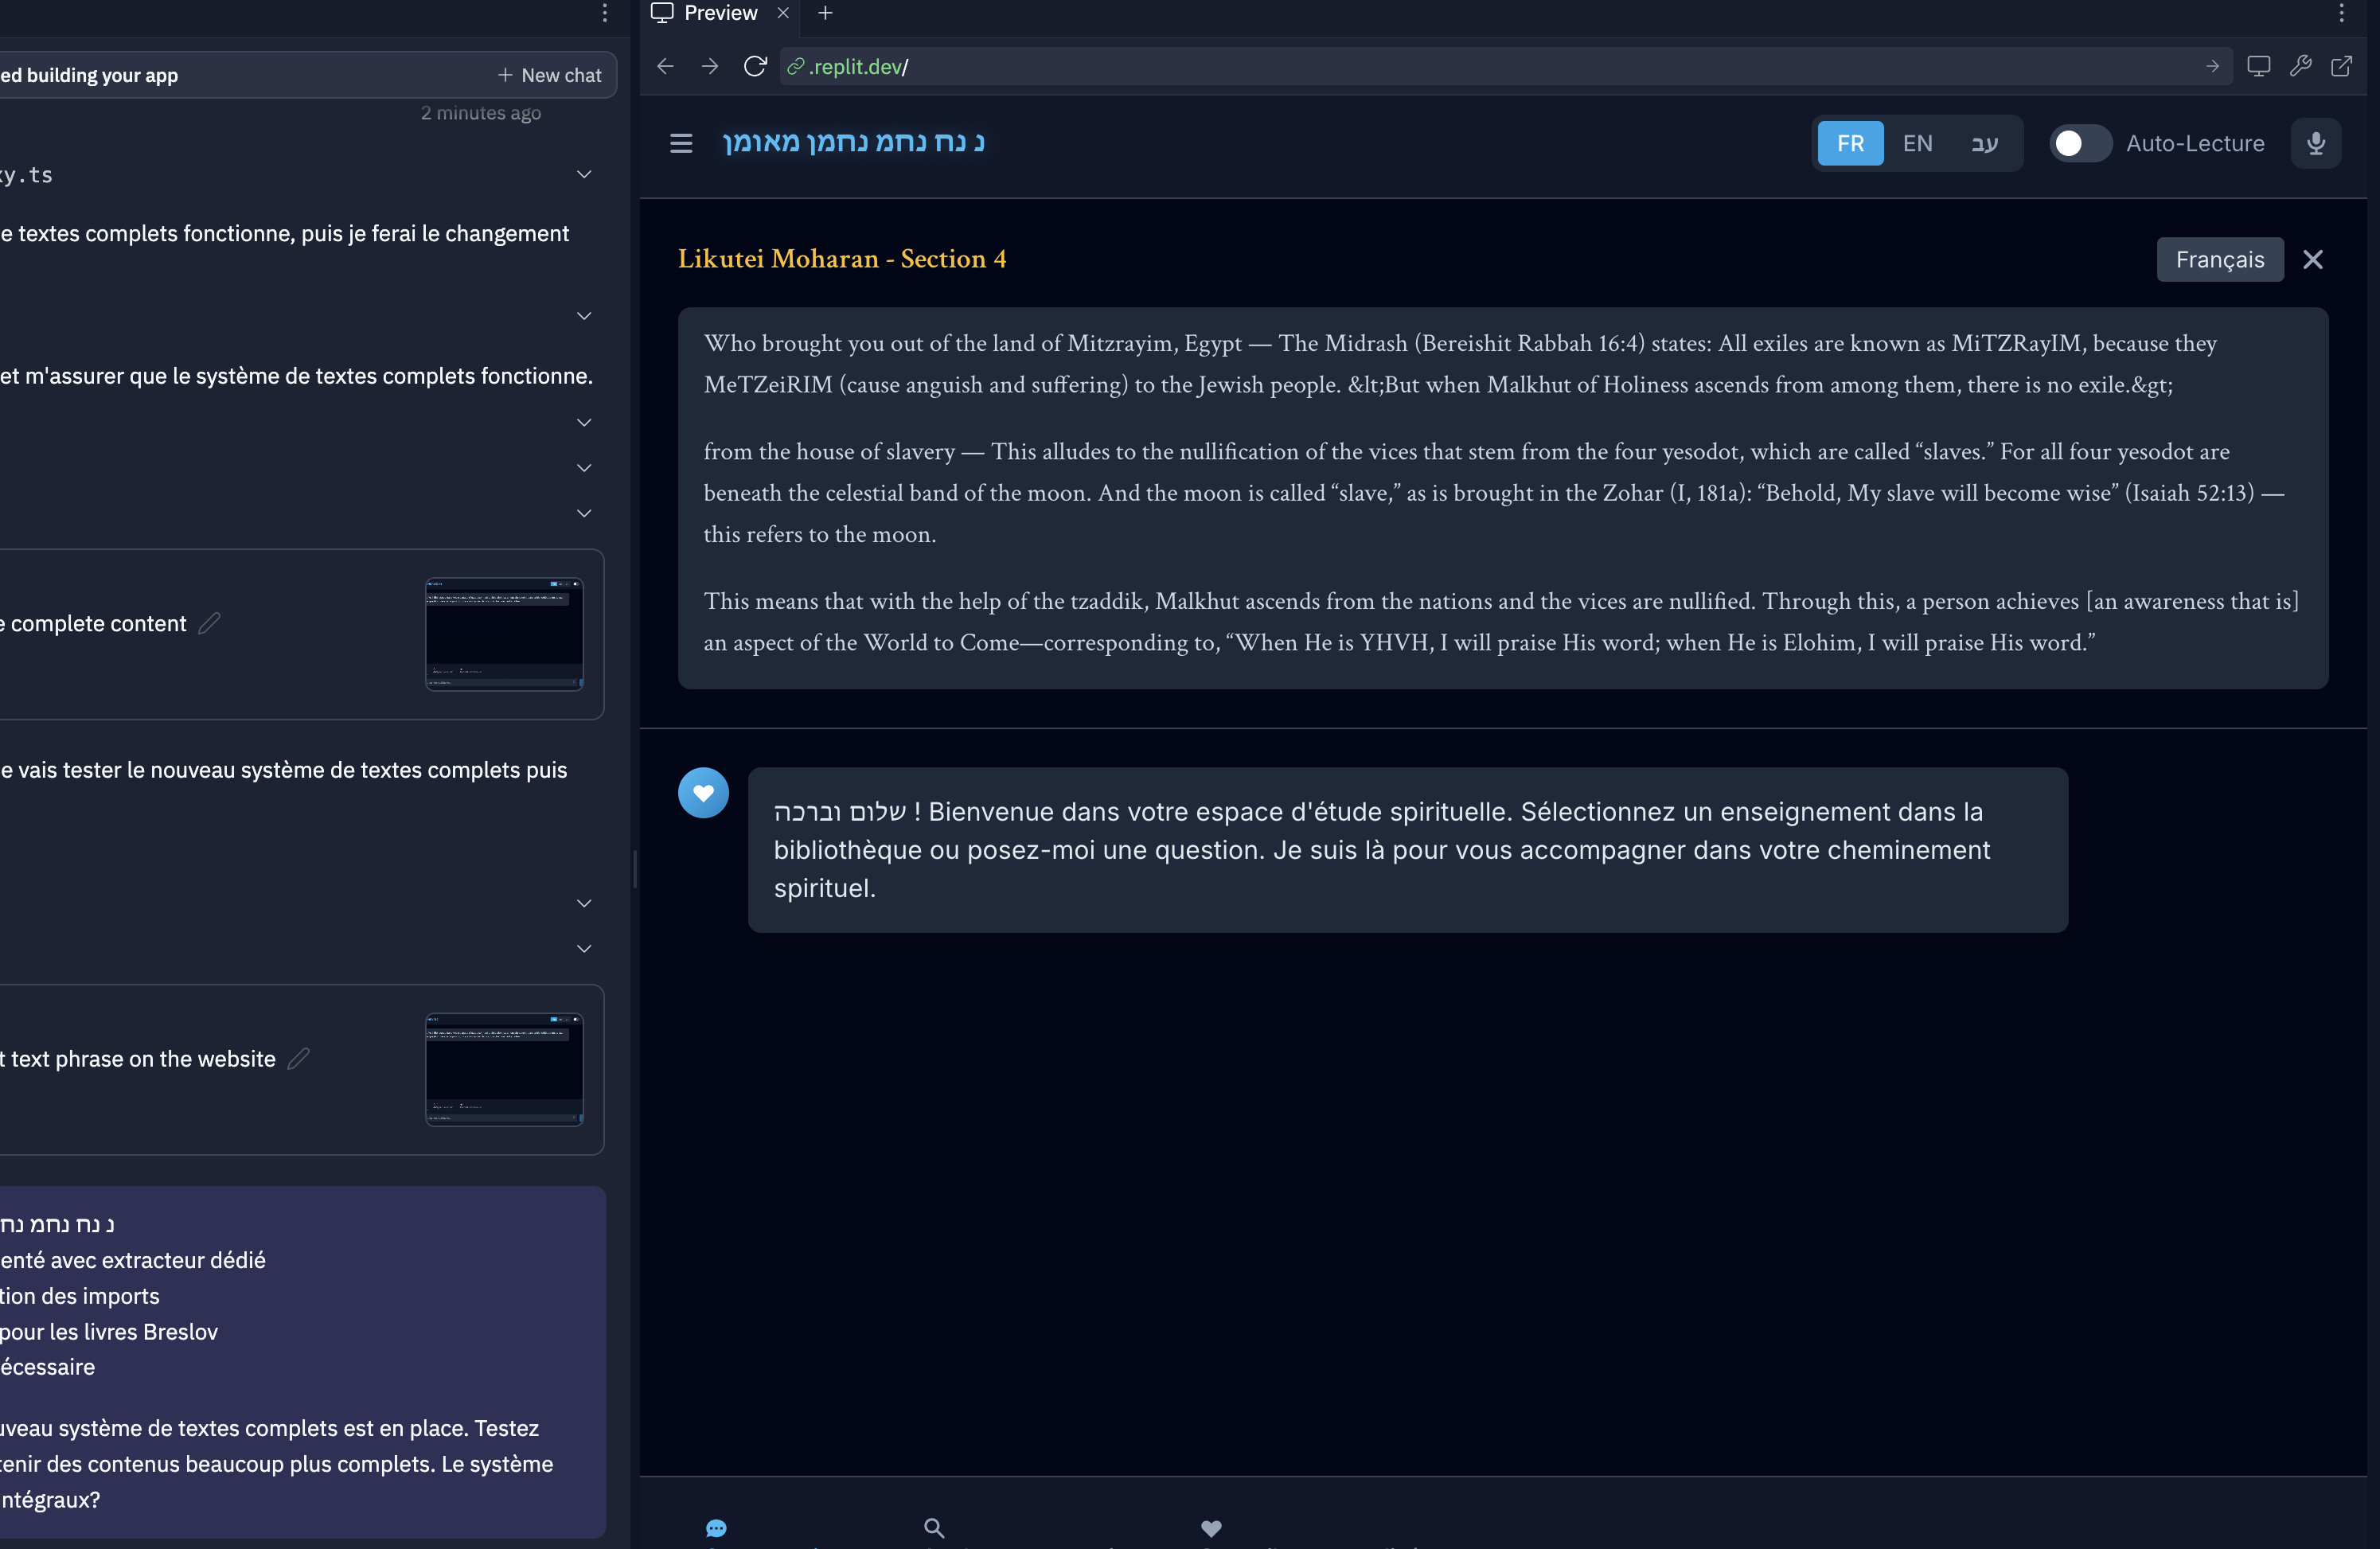 Preview
ed building your app
New chat
2 minutes ago
y.ts
e textes complets fonctionne, puis je ferai le changement
et m'assurer que le système de textes complets fonctionne.
e complete content
e vais tester le nouveau système de textes complets puis
t text phrase on the website
נ נח נחמ נח
enté avec extracteur dédié
tion des imports
pour les livres Breslov
écessaire
uveau système de textes complets est en place. Testez
tenir des contenus beaucoup plus complets. Le système
ntégraux?
.replit.dev/
נ נח נחמ נחמן מאומן
FR EN עב Auto-Lecture
Likutei Moharan - Section 4
Français
Who brought you out of the land of Mitzrayim, Egypt — The Midrash (Bereishit Rabbah 16:4) states: All exiles are known as MiTZRayIM, because they
MeTZeiRIM (cause anguish and suffering) to the Jewish people. &lt;But when Malkhut of Holiness ascends from among them, there is no exile.&gt;
from the house of slavery — This alludes to the nullification of the vices that stem from the four yesodot, which are called “slaves.” For all four yesodot are
beneath the celestial band of the moon. And the moon is called “slave,” as is brought in the Zohar (I, 181a): “Behold, My slave will become wise” (Isaiah 52:13) —
this refers to the moon.
This means that with the help of the tzaddik, Malkhut ascends from the nations and the vices are nullified. Through this, a person achieves [an awareness that is]
an aspect of the World to Come—corresponding to, “When He is YHVH, I will praise His word; when He is Elohim, I will praise His word.”
שלום וברכה ! Bienvenue dans votre espace d'étude spirituelle. Sélectionnez un enseignement dans la
bibliothèque ou posez-moi une question. Je suis là pour vous accompagner dans votre cheminement
spirituel.